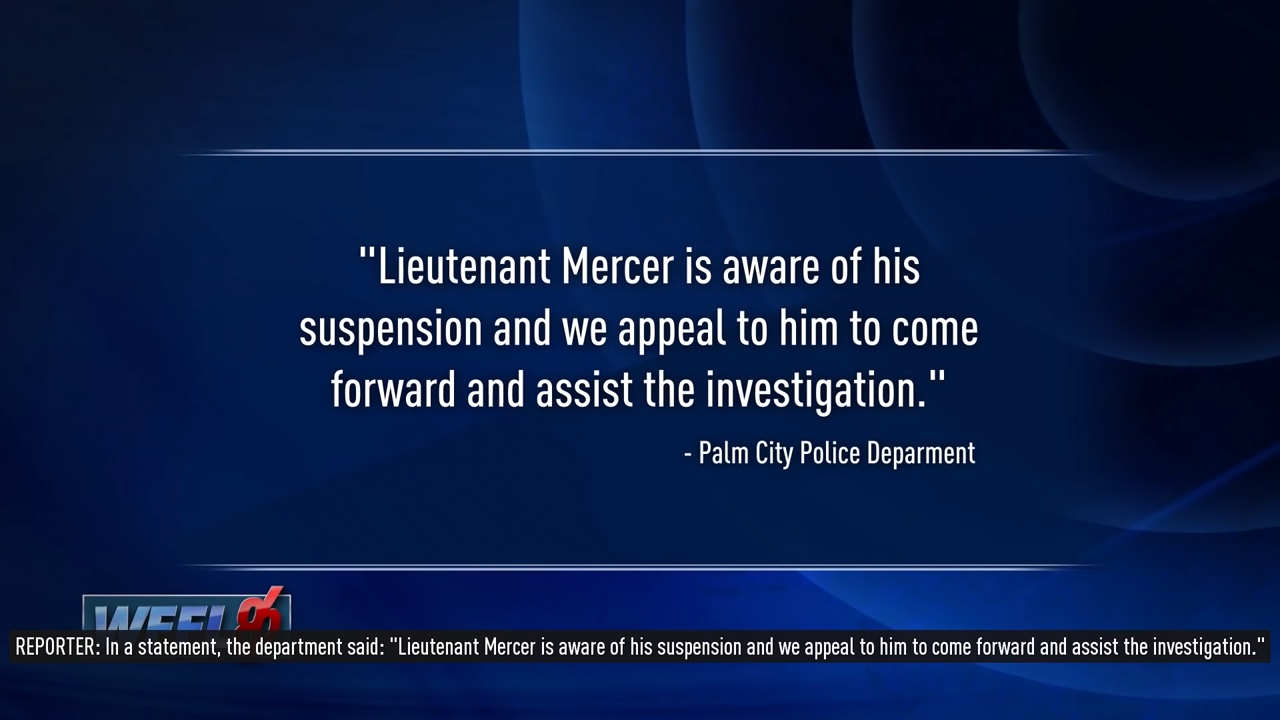 "Lieutenant Mercer is aware of his
suspension and we appeal to him to come
forward and assist the investigation."
- Palm City Police Deparment
REPORTER: In a statement, the department said: "Lieutenant Mercer is aware of his suspension and we appeal to him to come forward and assist the investigation."